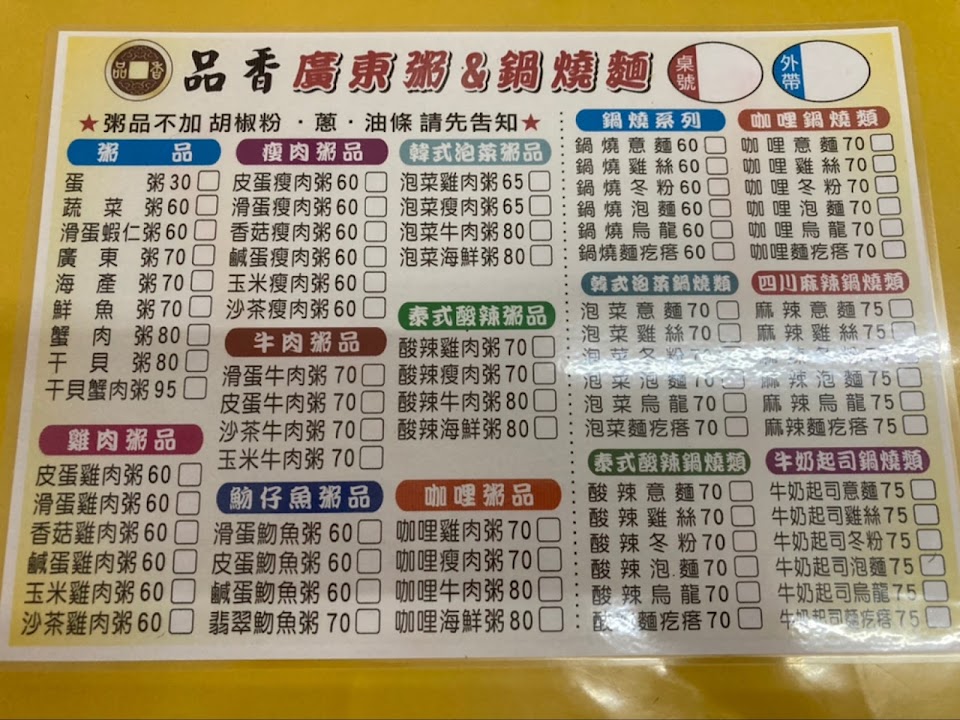 品香
品香 廣東粥&鍋燒麵
桌號
外帶
★粥品不加 胡椒粉 ‧蔥‧油條 請先告知★
粥品
蛋粥30
蔬菜粥60
滑蛋蝦仁粥60
廣東粥70
海產粥70
鮮魚粥70
蟹肉粥80
干貝粥80
干貝蟹肉粥95
雞肉粥品
皮蛋雞肉粥60
滑蛋雞肉粥60
香菇雞肉粥60
鹹蛋雞肉粥60
玉米雞肉粥60
沙茶雞肉粥60
瘦肉粥品
皮蛋瘦肉粥60
滑蛋瘦肉粥60
香菇瘦肉粥60
鹹蛋瘦肉粥60
玉米瘦肉粥60
沙茶瘦肉粥60
牛肉粥品
滑蛋牛肉粥70
皮蛋牛肉粥70
沙茶牛肉粥70
玉米牛肉粥70
魩仔魚粥品
滑蛋魩魚粥60
皮蛋魩魚粥60
鹹蛋魩魚粥60
翡翠魩魚粥70
韓式泡菜粥品
泡菜雞肉粥65
泡菜瘦肉粥65
泡菜牛肉粥80
泡菜海鮮粥80
泰式酸辣粥品
酸辣雞肉粥70
酸辣瘦肉粥70
酸辣牛肉粥80
酸辣海鮮粥80
咖哩粥品
咖哩雞肉粥70
咖哩瘦肉粥70
咖哩牛肉粥80
咖哩海鮮粥80
鍋燒系列
鍋燒意麵60
鍋燒雞絲60
鍋燒冬粉60
鍋燒泡麵60
鍋燒烏龍60
鍋燒麵疙瘩60
韓式泡菜鍋燒類
泡菜意麵70
泡菜雞絲70
泡菜冬粉70
泡菜泡麵70
泡菜烏龍70
泡菜麵疙瘩70
泰式酸辣鍋燒類
酸辣意麵70
酸辣雞絲70
酸辣冬粉70
酸辣泡麵70
酸辣烏龍70
酸辣麵疙瘩70
咖哩鍋燒類
咖哩意麵70
咖哩雞絲70
咖哩冬粉70
咖哩泡麵70
咖哩烏龍70
咖哩麵疙瘩70
四川麻辣鍋燒類
麻辣意麵75
麻辣雞絲75
麻辣泡麵75
麻辣烏龍75
麻辣麵疙瘩75
牛奶起司鍋燒類
牛奶起司意麵75
牛奶起司雞絲75
牛奶起司冬粉75
牛奶起司泡麵75
牛奶起司烏龍75
牛奶起司麵疙瘩75